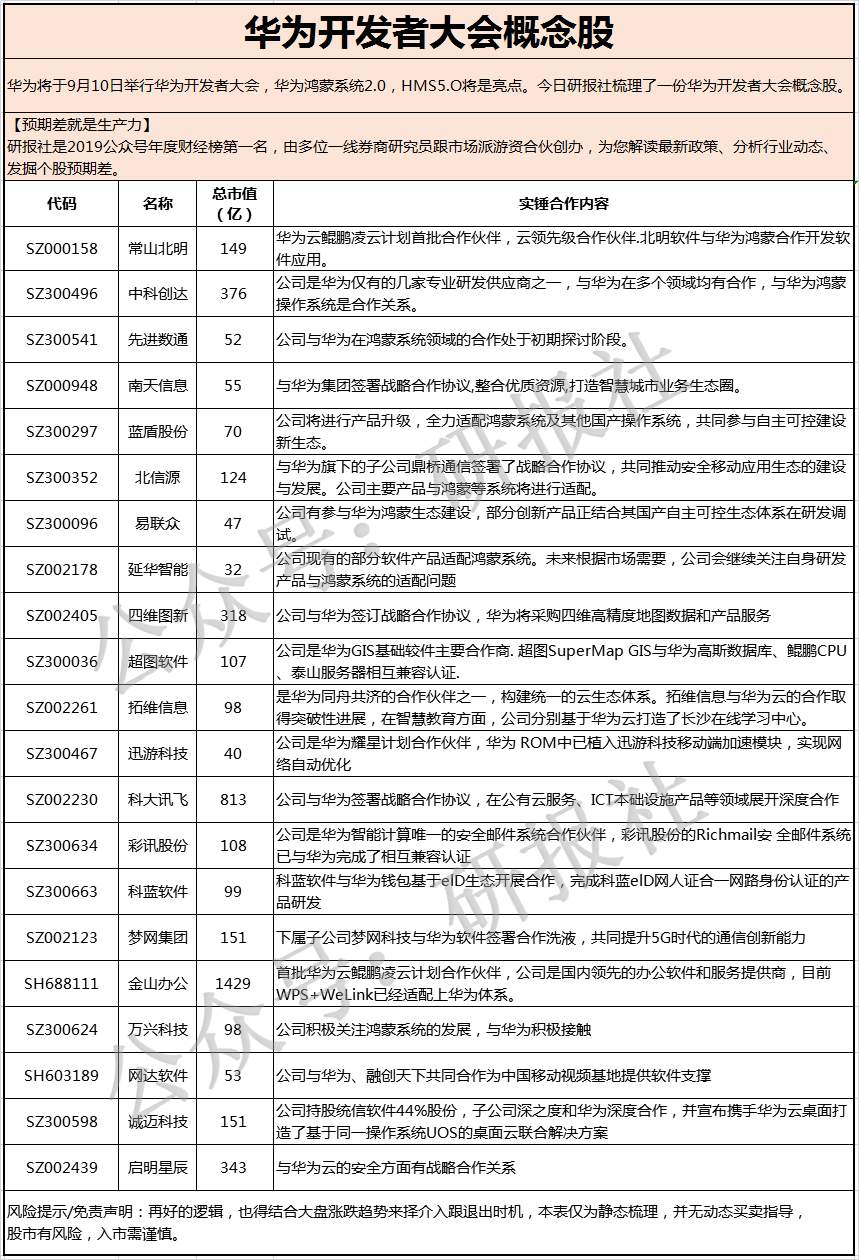 华为开发者大会概念股
华为将于9月10日举行华为开发者大会，华为鸿蒙系统2.0，HMS5.O将是亮点。今日研报社梳理了一份华为开发者大会概念股。
【预期差就是生产力】
研报社是2019公众号年度财经榜第一名，由多位一线券商研究员跟市场派游资合伙创办，为您解读最新政策、分析行业动态、
发掘个股预期差。
代码 名称 总市值 实锤合作内容
（亿）
SZ000158 常山北明 149 华为云鲲鹏凌云计划首批合作伙伴，云领先级合作伙伴.北明软件与华为鸿蒙合作开发软
件应用。
SZ300496 中科创达 376 公司是华为仅有的几家专业研发供应商之一，与华为在多个领域均有合作，与华为鸿蒙
操作系统是合作关系。
SZ300541 先进数通 52 公司与华为在鸿蒙系统领域的合作处于初期探讨阶段。
SZ000948 南天信息 55 与华为集团签署战略合作协议,整合优质资源,打造智慧城市业务生态圈。
SZ300297 蓝盾股份 70 公司将进行产品升级，全力适配鸿蒙系统及其他国产操作系统，共同参与自主可控建设
新生态。
SZ300352 北信源 124 与华为旗下的子公司鼎桥通信签署了战略合作协议，共同推动安全移动应用生态的建设
与发展。公司主要产品与鸿蒙等系统将进行适配。
SZ300096 易联众 47 公司有参与华为鸿蒙生态建设，部分创新产品正结合其国产自主可控生态体系在研发调
试。
SZ002178 延华智能 32 公司现有的部分软件产品适配鸿蒙系统。未来根据市场需要，公司会继续关注自身研发
产品与鸿蒙系统的适配问题
SZ002405 四维图新 318 公司与华为签订战略合作协议，华为将采购四维高精度地图数据和产品服务
SZ300036 超图软件 107 公司是华为GIS基础较件主要合作商. 超图SuperMap GIS与华为高斯数据库、鲲鹏CPU
、泰山服务器相互兼容认证.
SZ002261 拓维信息 98 是华为同舟共济的合作伙伴之一，构建统一的云生态体系。拓维信息与华为云的合作取
得突破性进展，在智慧教育方面，公司分别基于华为云打造了长沙在线学习中心。
SZ300467 迅游科技 40 公司是华为耀星计划合作伙伴，华为 ROM中已植入迅游科技移动端加速模块，实现网
络自动优化
SZ002230 科大讯飞 813 公司与华为签署战略合作协议，在公有云服务、ICT本础设施产品等领域展开深度合作
SZ300634 彩讯股份 108 公司是华为智能计算唯一的安全邮件系统合作伙伴，彩讯股份的Richmail安 全邮件系统
已与华为完成了相互兼容认证
SZ300663 科蓝软件 99 科蓝软件与华为钱包基于eID生态开展合作，完成科蓝eID网人证合一网路身份认证的产
品研发
SZ002123 梦网集团 151 下属子公司梦网科技与华为软件签署合作洗液，共同提升5G时代的通信创新能力
SH688111 金山办公 1429 首批华为云鲲鹏凌云计划合作伙伴，公司是国内领先的办公软件和服务提供商，目前
WPS+WeLink已经适配上华为体系。
SZ300624 万兴科技 98 公司积极关注鸿蒙系统的发展，与华为积极接触
SH603189 网达软件 53 公司与华为、融创天下共同合作为中国移动视频基地提供软件支撑
SZ300598 诚迈科技 151 公司持股统信软件44%股份，子公司深之度和华为深度合作，并宣布携手华为云桌面打
造了基于同一操作系统UOS的桌面云联合解决方案
SZ002439 启明星辰 343 与华为云的安全方面有战略合作关系
风险提示/免责声明：再好的逻辑，也得结合大盘涨跌趋势来择介入跟退出时机，本表仅为静态梳理，并无动态买卖指导，
股市有风险，入市需谨慎。
公众号：研报社
公众号：研报社